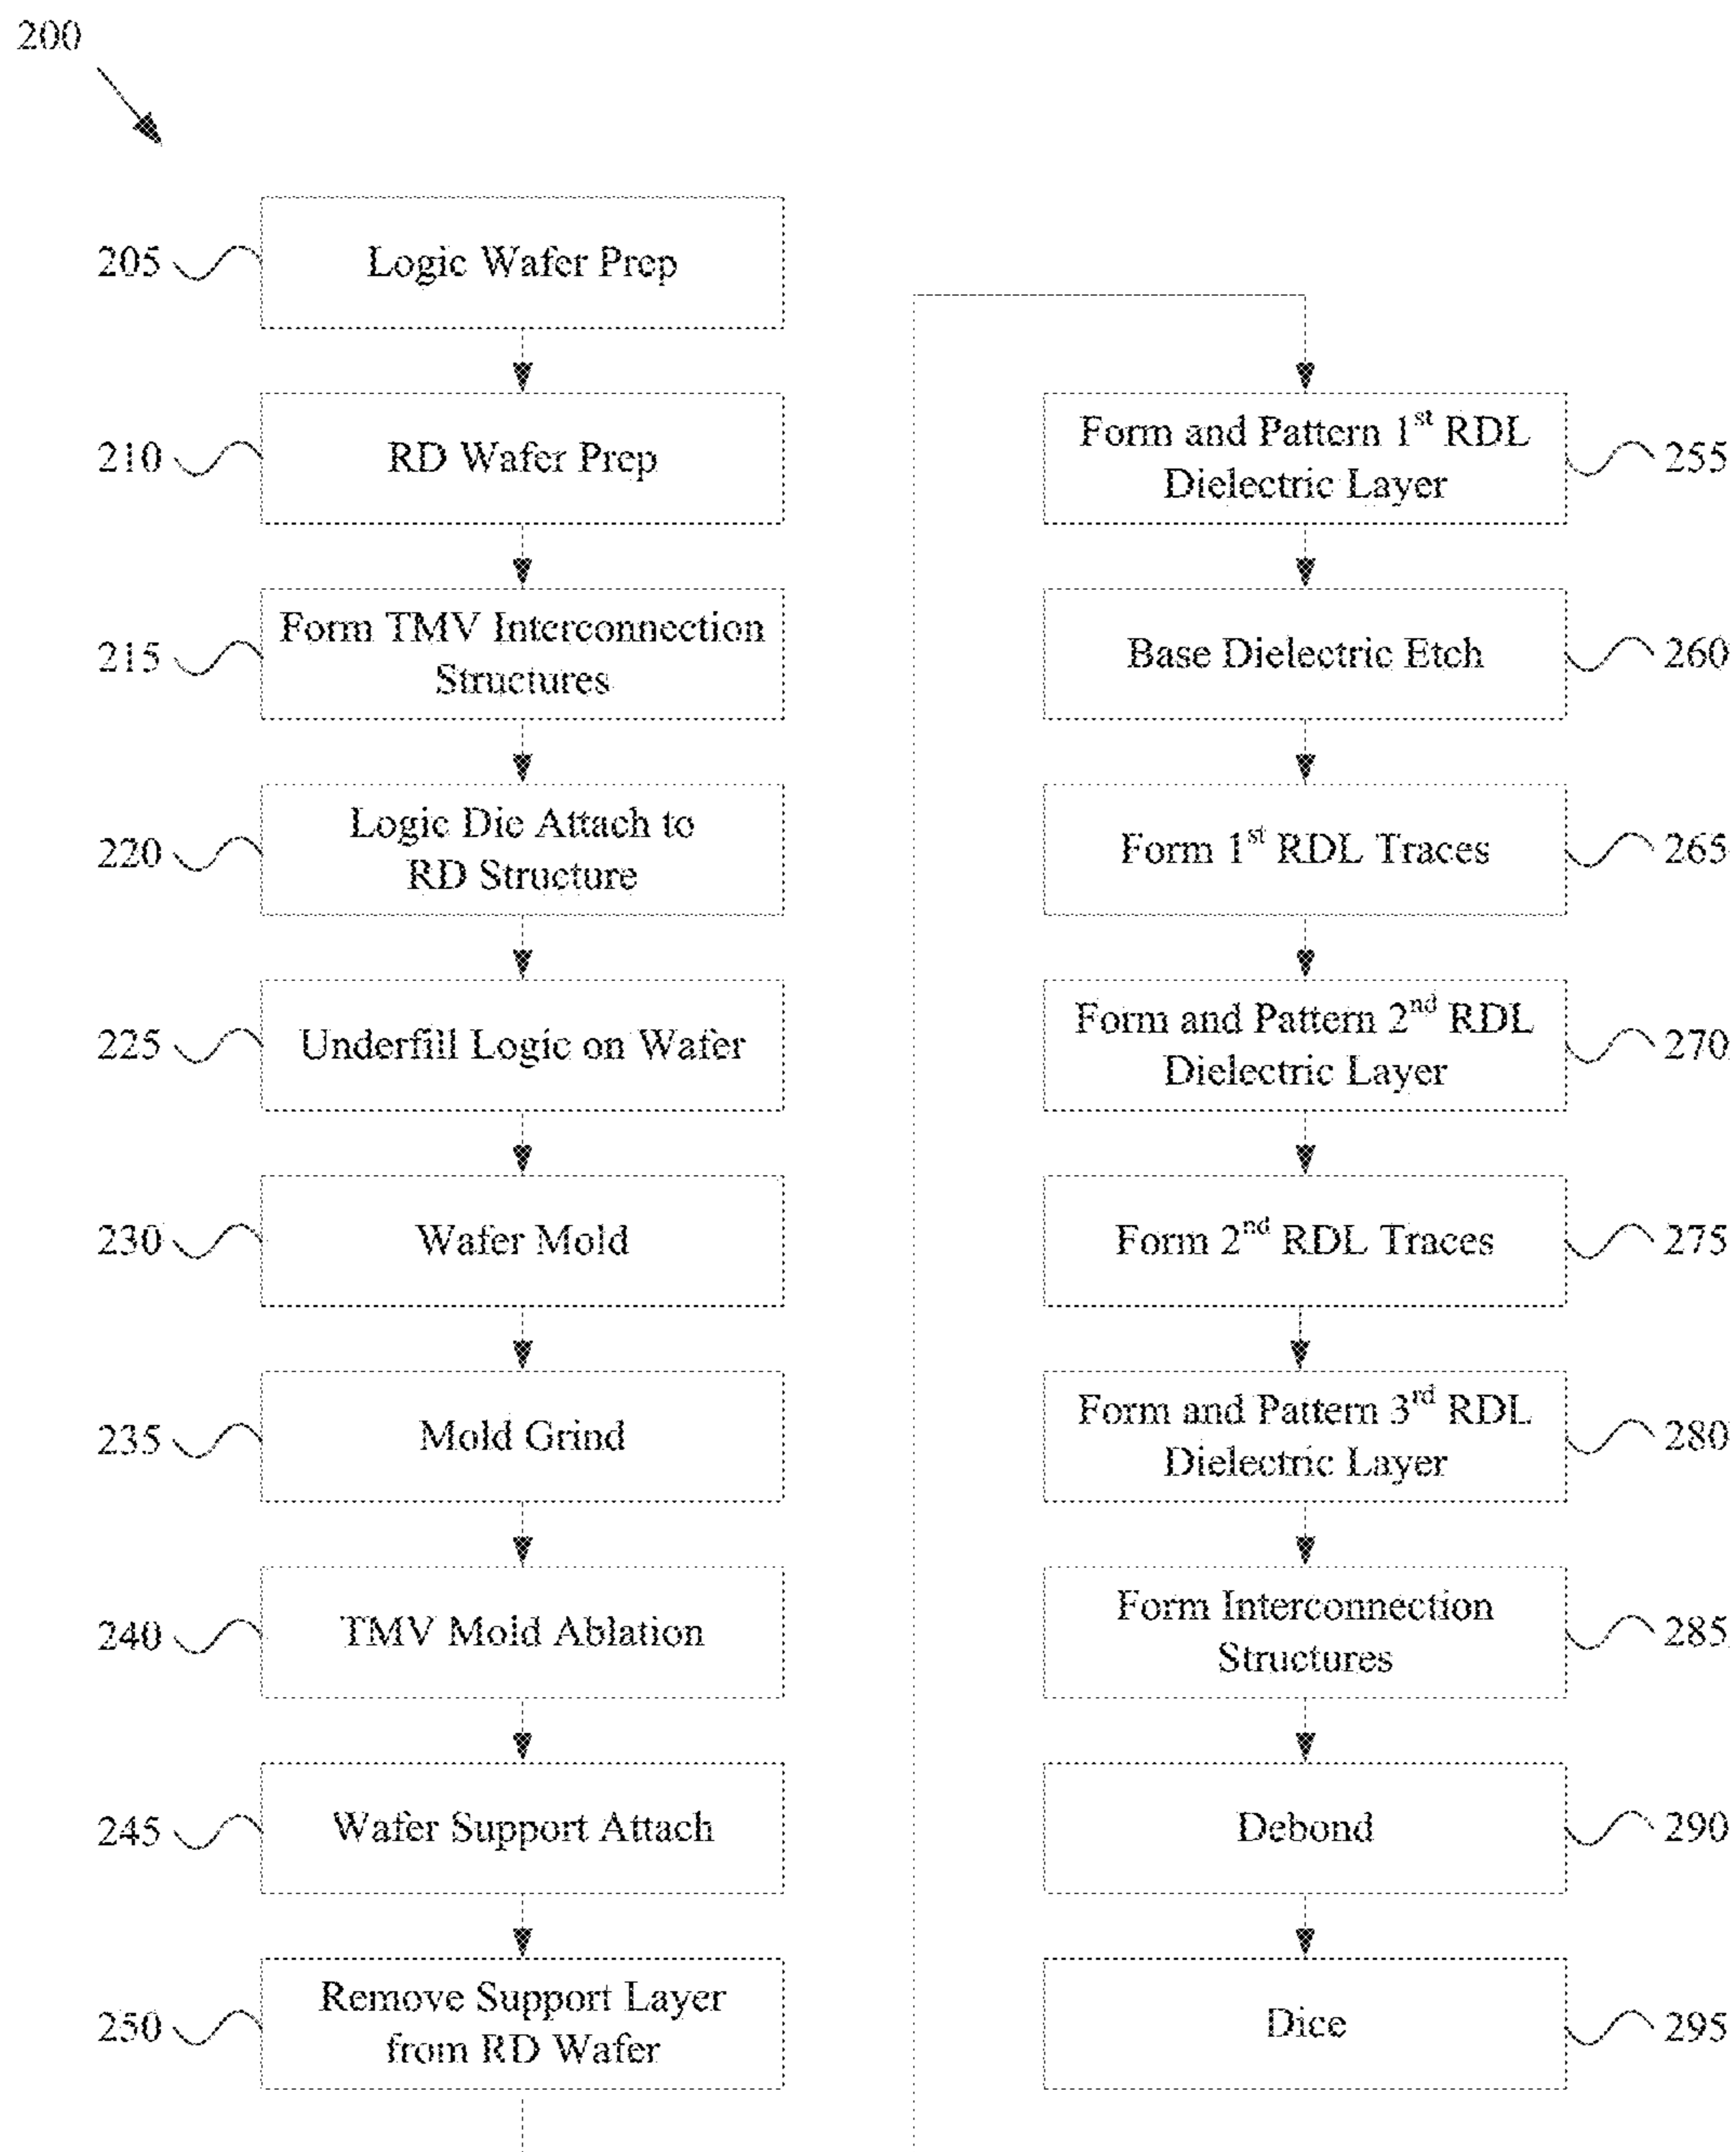 200
205
Logic Wafer Prep
210
RD Wafer Prep
215
Form TMV Interconnection
Structures
220
Logic Die Attach to
RD Structure
225
Underfill Logic on Wafer
230
Wafer Mold
235
Mold Grind
240
TMV Mold Ablation
245
Wafer Support Attach
250
Remove Support Layer
from RD Wafer
Form and Pattern 1st RDL
Dielectric Layer
255
Base Dielectric Etch
260
Form 1st RDL Traces
265
Form and Pattern 2nd RDL
Dielectric Layer
270
Form 2nd RDL Traces
275
Form and Pattern 3rd RDL
Dielectric Layer
280
Form Interconnection
Structures
285
Debond
290
Dice
295